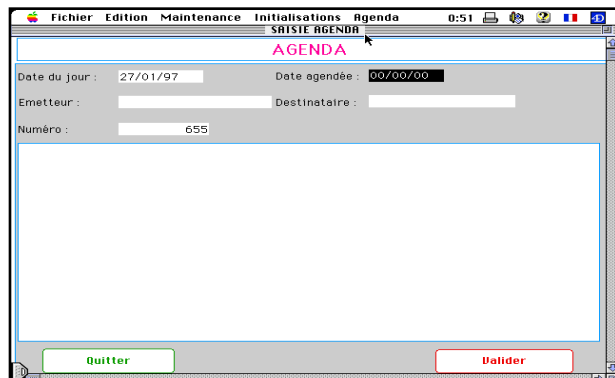 Fichier Edition Maintenance Initialisations Agenda 0:51
SAISIE AGENDA
AGENDA
Date du jour : 27/01/97 Date agendée : 00/00/00
Emetteur : Destinataire :
Numéro : 655
Quitter Valider